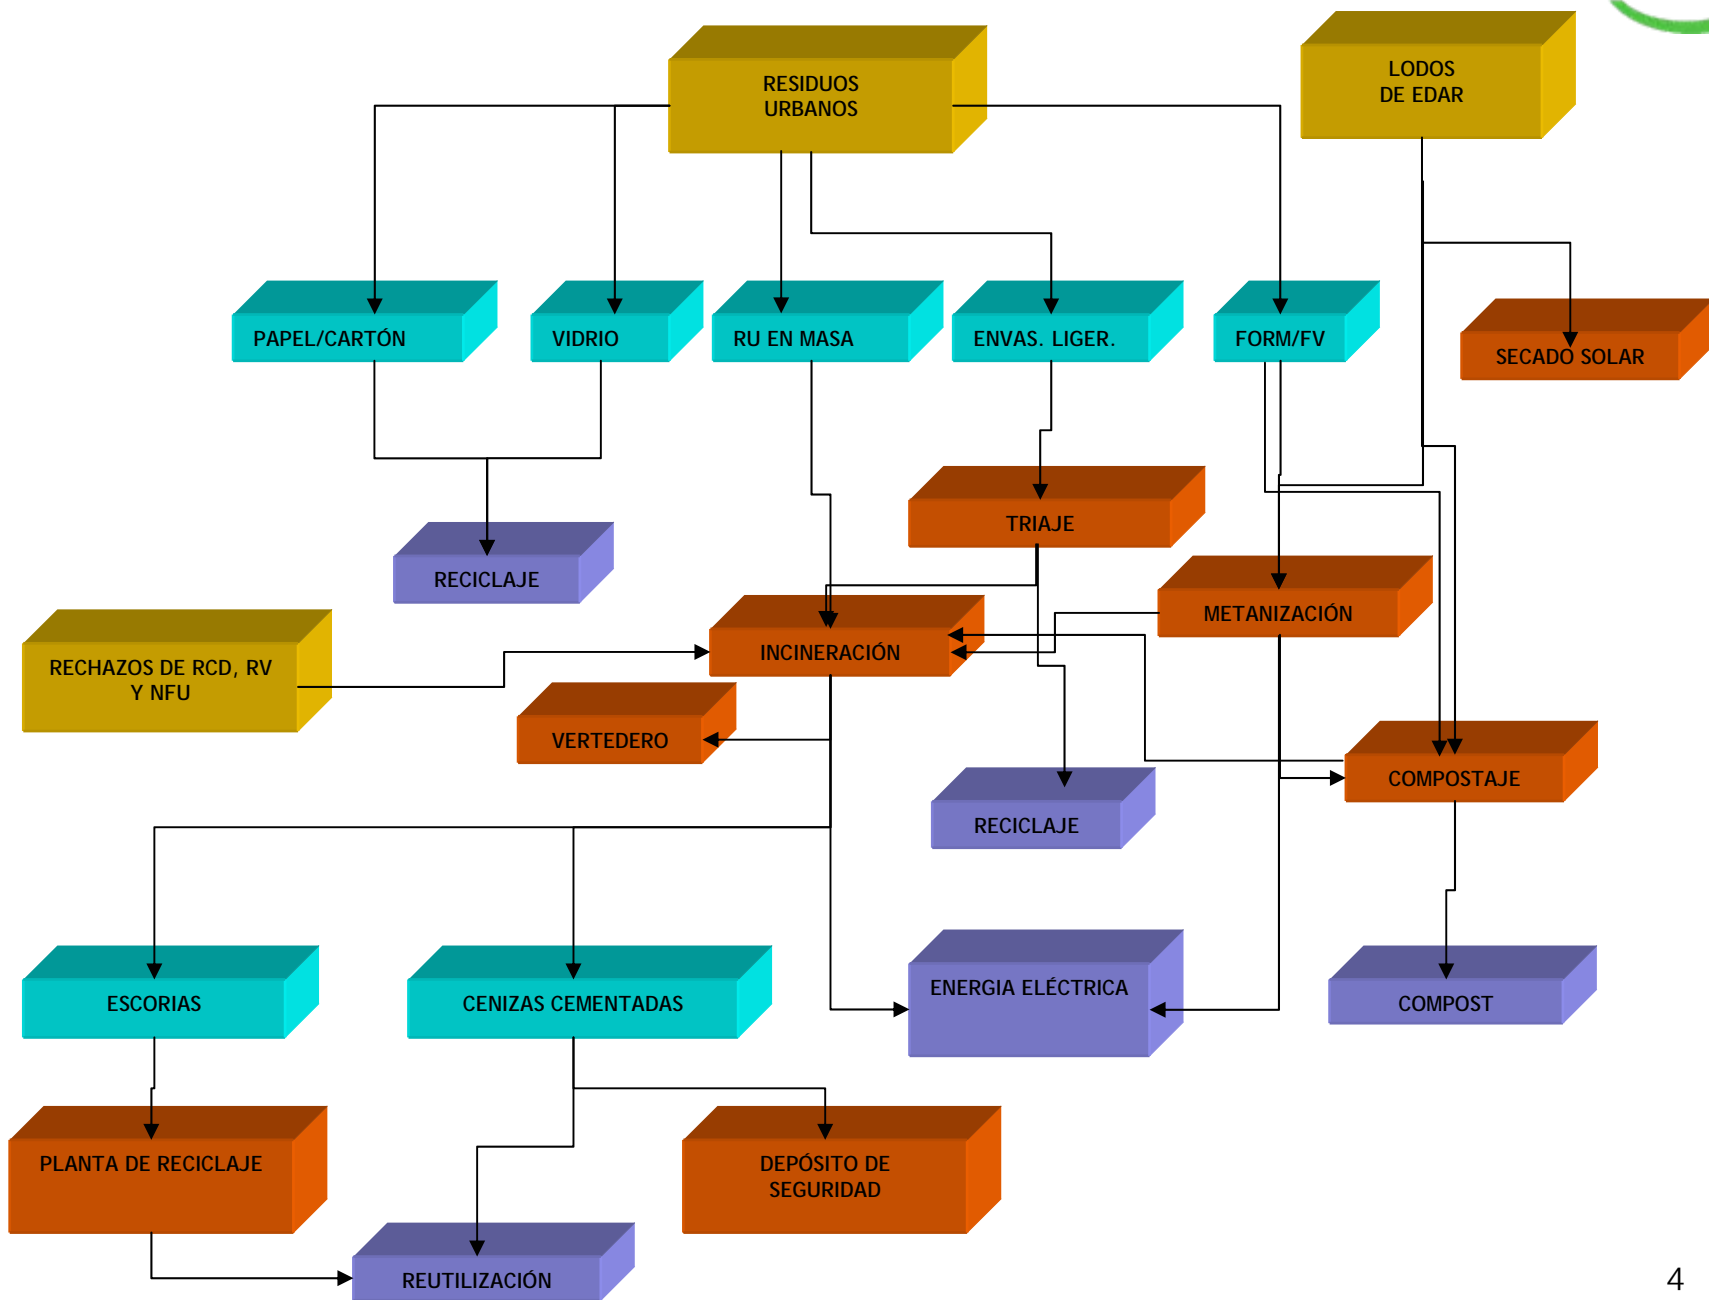 RESIDUOS
URBANOS
LODOS
DE EDAR
PAPEL/CARTÓN
VIDRIO
RU EN MASA
ENVAS. LIGER.
FORM/FV
SECADO SOLAR
TRIAJE
RECICLAJE
METANIZACIÓN
INCINERACIÓN
RECHAZOS DE RCD, RV
Y NFU
VERTEDERO
COMPOSTAJE
RECICLAJE
ESCORIAS
CENIZAS CEMENTADAS
ENERGIA ELÉCTRICA
COMPOST
PLANTA DE RECICLAJE
DEPÓSITO DE
SEGURIDAD
REUTILIZACIÓN
4